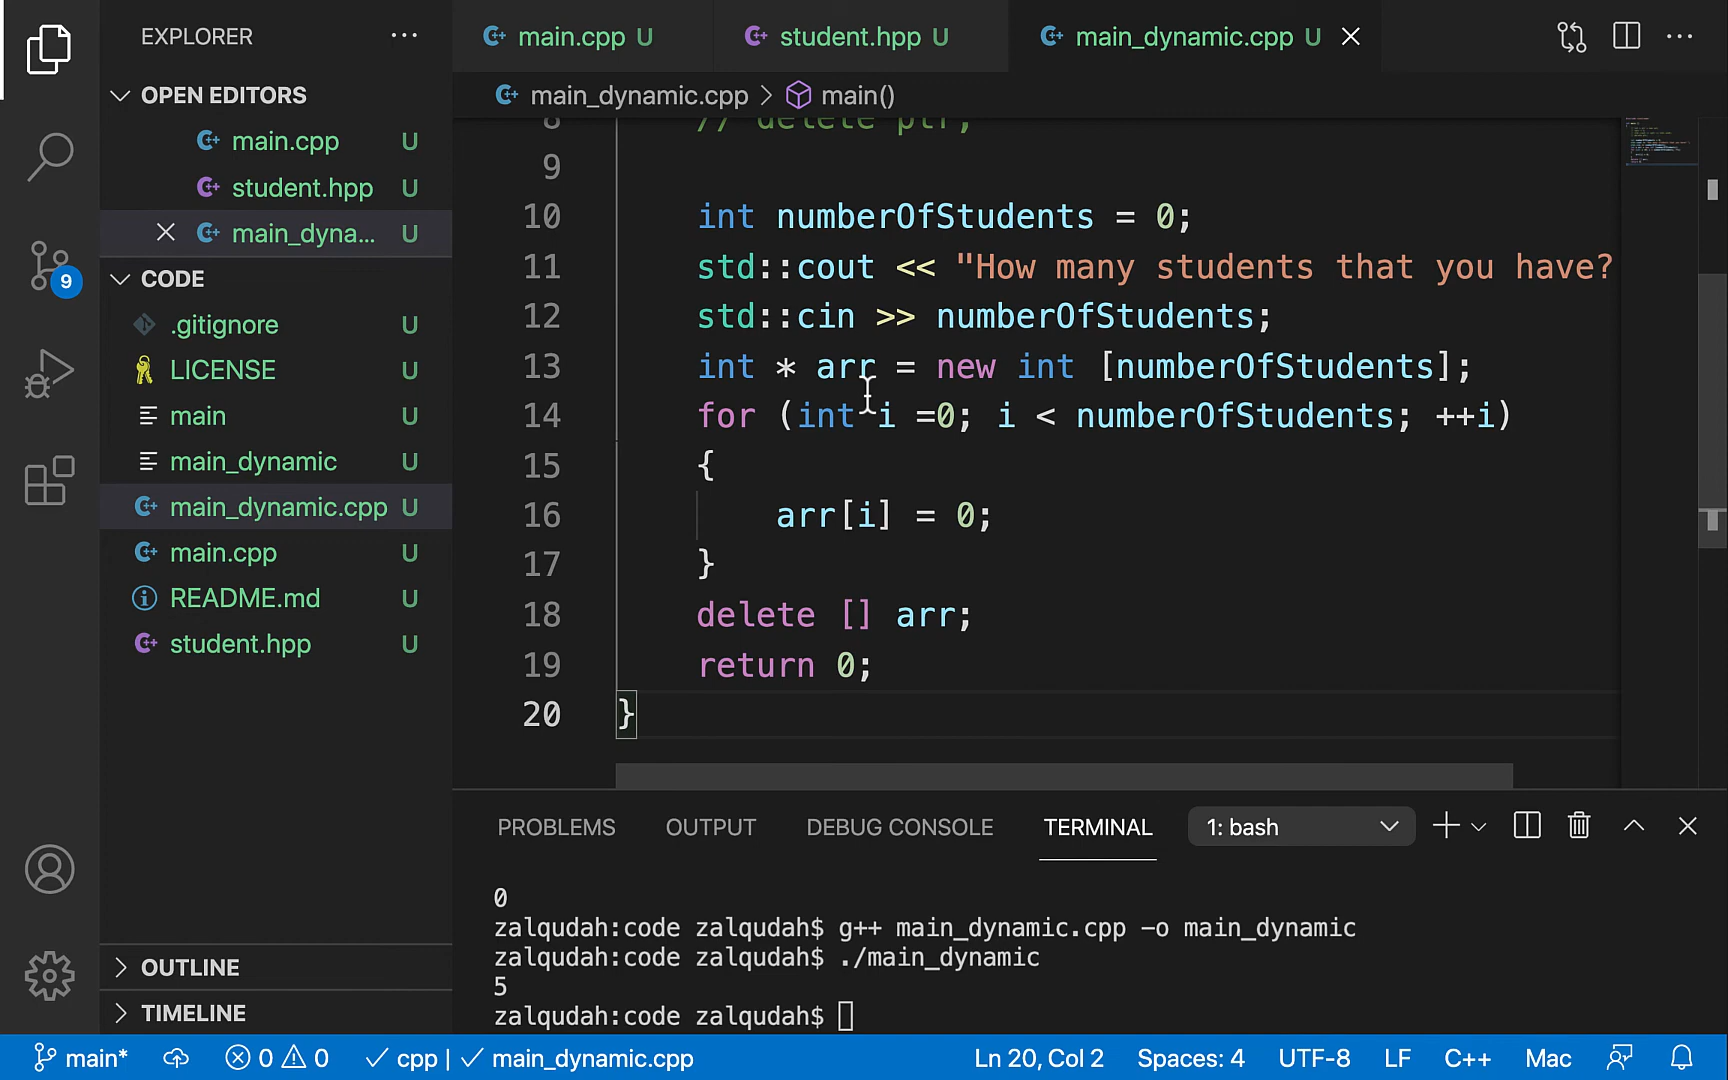 EXPLORER
OPEN EDITORS
main.cpp U
student.hpp U
main_dyna... U
CODE
.gitignore U
LICENSE U
main U
main_dynamic U
main_dynamic.cpp U
main.cpp U
README.md U
student.hpp U
OUTLINE
TIMELINE
9
main.cpp U
student.hpp U
main_dynamic.cpp U
main_dynamic.cpp > main()
8 // delete ptr;
9
10 int numberOfStudents = 0;
11 std::cout << "How many students that you have?
12 std::cin >> numberOfStudents;
13 int * arr = new int [numberOfStudents];
14 for (int i =0; i < numberOfStudents; ++i)
15 {
16 arr[i] = 0;
17 }
18 delete [] arr;
19 return 0;
20 }
PROBLEMS OUTPUT DEBUG CONSOLE TERMINAL 1: bash
0
zalqudah:code zalqudah$ g++ main_dynamic.cpp -o main_dynamic
zalqudah:code zalqudah$ ./main_dynamic
5
zalqudah:code zalqudah$
main* 0 0 cpp | main_dynamic.cpp Ln 20, Col 2 Spaces: 4 UTF-8 LF C++ Mac